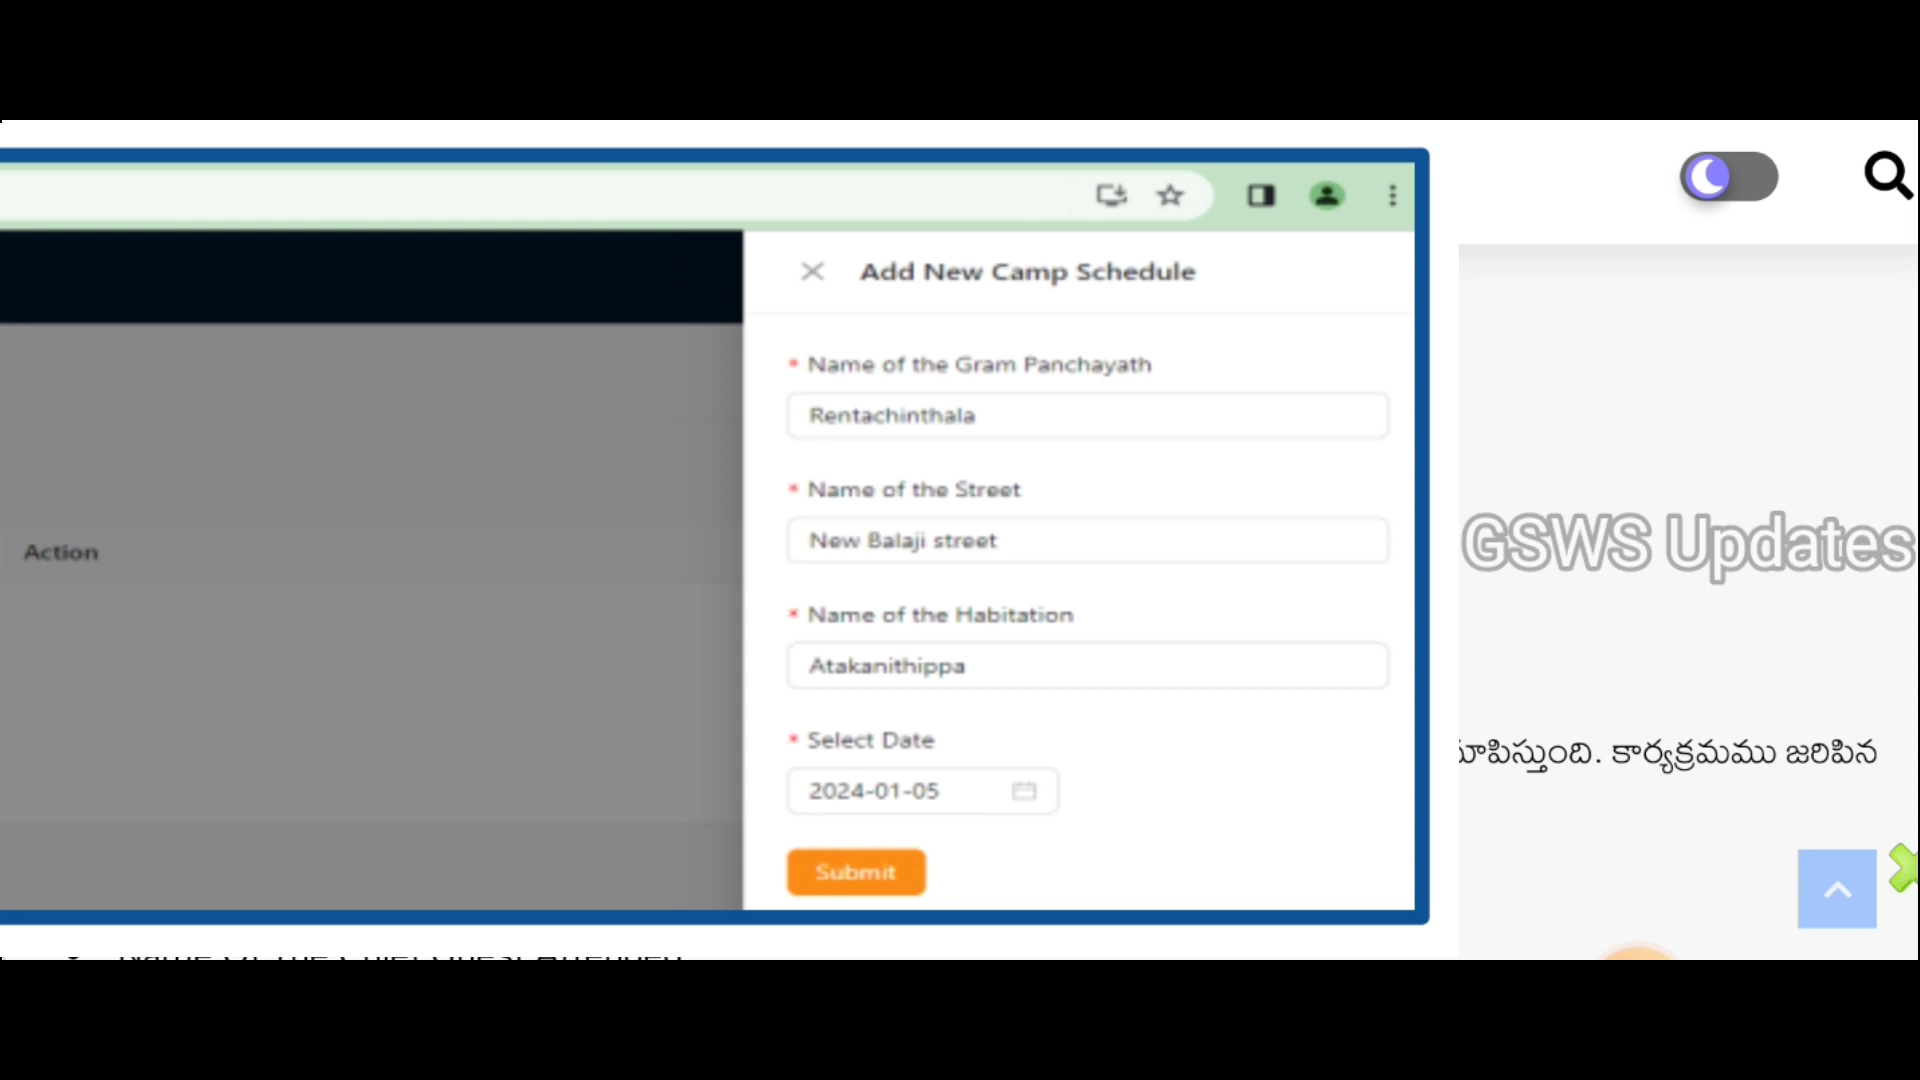 Add New Camp Schedule
* Name of the Gram Panchayath
Rentachinthala
* Name of the Street
New Balaji street
GSWS Updates
Action
* Name of the Habitation
Atakanithippa
* Select Date
2024-01-05
కార్యక్రమము జరిపిన
Submit